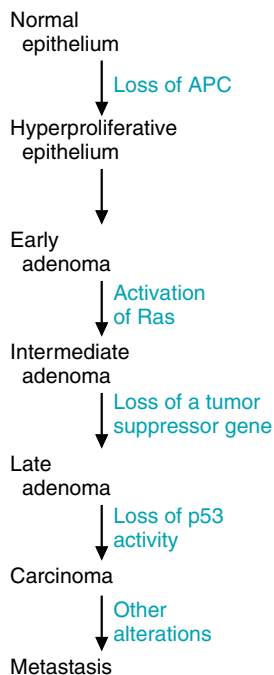 Normal
epithelium
Loss of APC
Hyperproliferative
epithelium
Early
adenoma
Activation
of Ras
Intermediate
adenoma
Loss of a tumor
suppressor gene
Late
adenoma
Loss of p53
activity
Carcinoma
Other
alterations
Metastasis